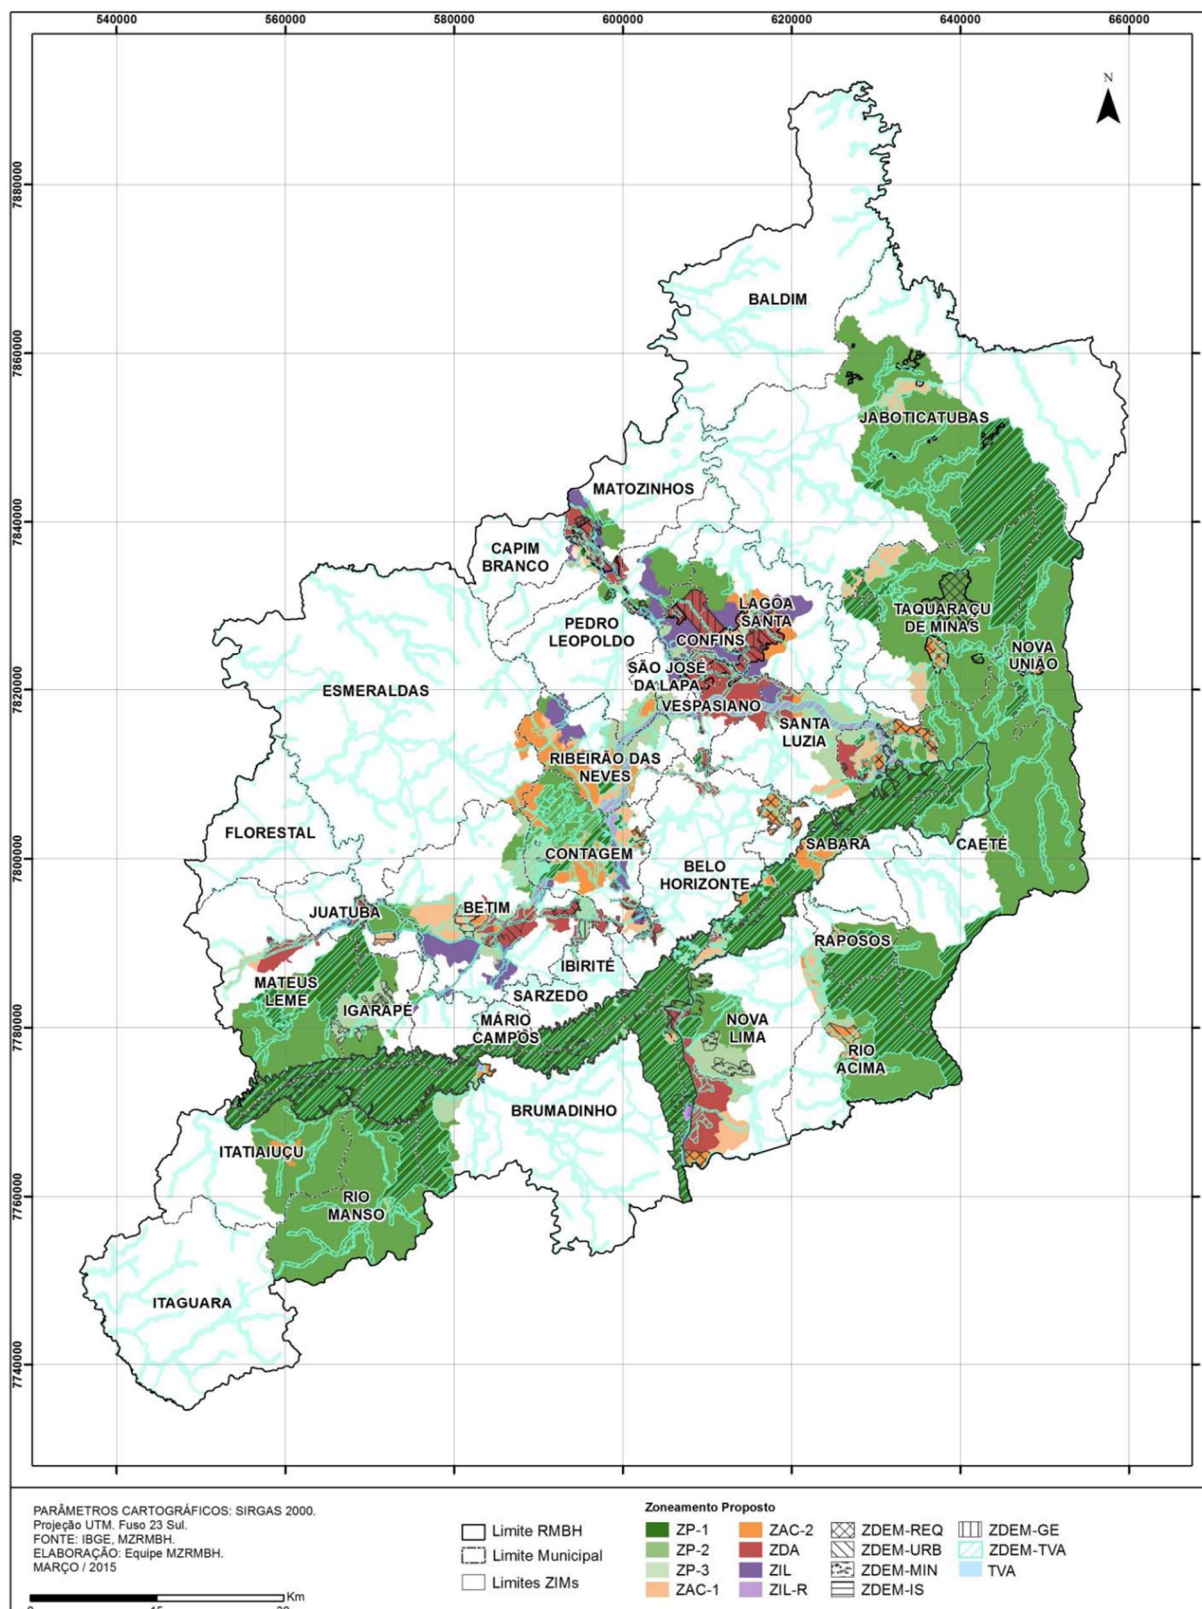 540000 580000 600000 620000 640000 660000
N
7880000
BALDIM
7860000
JABOTICATUBAS
MATOZINHOS
7840000
CAPIM
BRANCO
LAGOA
SANTA
TAQUARAÇU
DE MINAS
PEDRO
LEOPOLDO
CONFINS
NOVA
UNIÃO
SÃO JOSÉ
DA LAPA
ESMERALDAS
7820000
VESPASIANO
SANTA
LUZIA
RIBEIRÃO DAS
NEVES
FLORESTAL
SABARÁ
CAETÉ
CONTAGEM
7800000
BELO
HORIZONTE
JUATUBA
BETIM
RAPOSOS
IBIRITÉ
MATEUS
LEME
SARZEDO
IGARAPÉ
MÁRIO
CAMPOS
NOVA
LIMA
7780000
RIO
ACIMA
BRUMADINHO
ITATIAIUÇU
RIO
MANSO
7760000
ITAGUARA
7740000
PARÂMETROS CARTOGRÁFICOS: SIRGAS 2000.
Projeção UTM. Fuso 23 Sul.
FONTE: IBGE, MZRMBH.
ELABORAÇÃO: Equipe MZRMBH.
MARÇO / 2015
Km
Limite RMBH
Limite Municipal
Limites ZIMs
Zoneamento Proposto
ZP-1
ZP-2
ZP-3
ZAC-1
ZAC-2
ZDA
ZIL
ZIL-R
ZDEM-REQ
ZDEM-URB
ZDEM-MIN
ZDEM-IS
ZDEM-GE
ZDEM-TVA
TVA